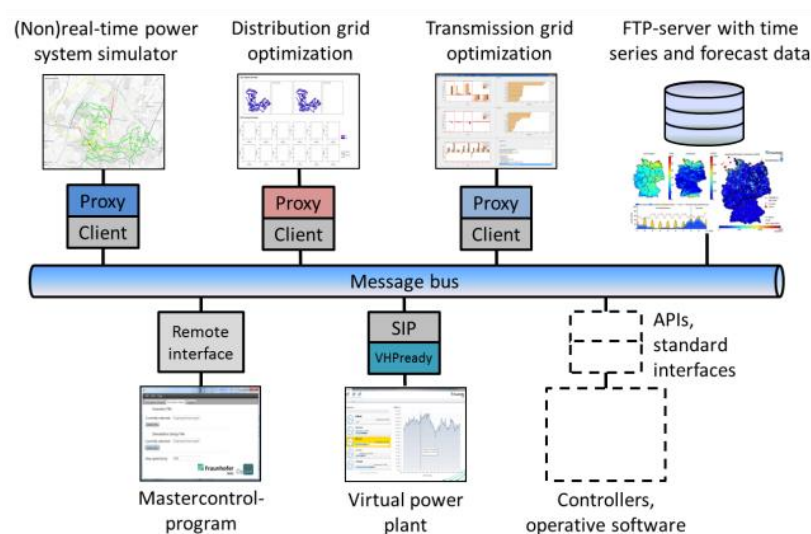 (Non)real-time power
system simulator
Distribution grid
optimization
Transmission grid
optimization
FTP-server with time
series and forecast data
Proxy
Client
Proxy
Client
Proxy
Client
Message bus
Remote
interface
SIP
VHPready
APIs,
standard
interfaces
Fraunhofer
Mastercontrol-
program
Virtual power
plant
Controllers,
operative software